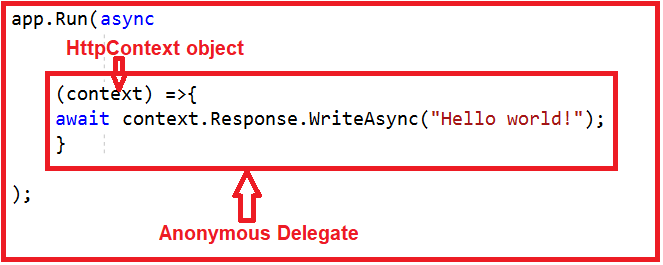 app.Run(async
HttpContext object
(context) =>{
await context.Response.WriteAsync("Hello world!");
}
);
Anonymous Delegate